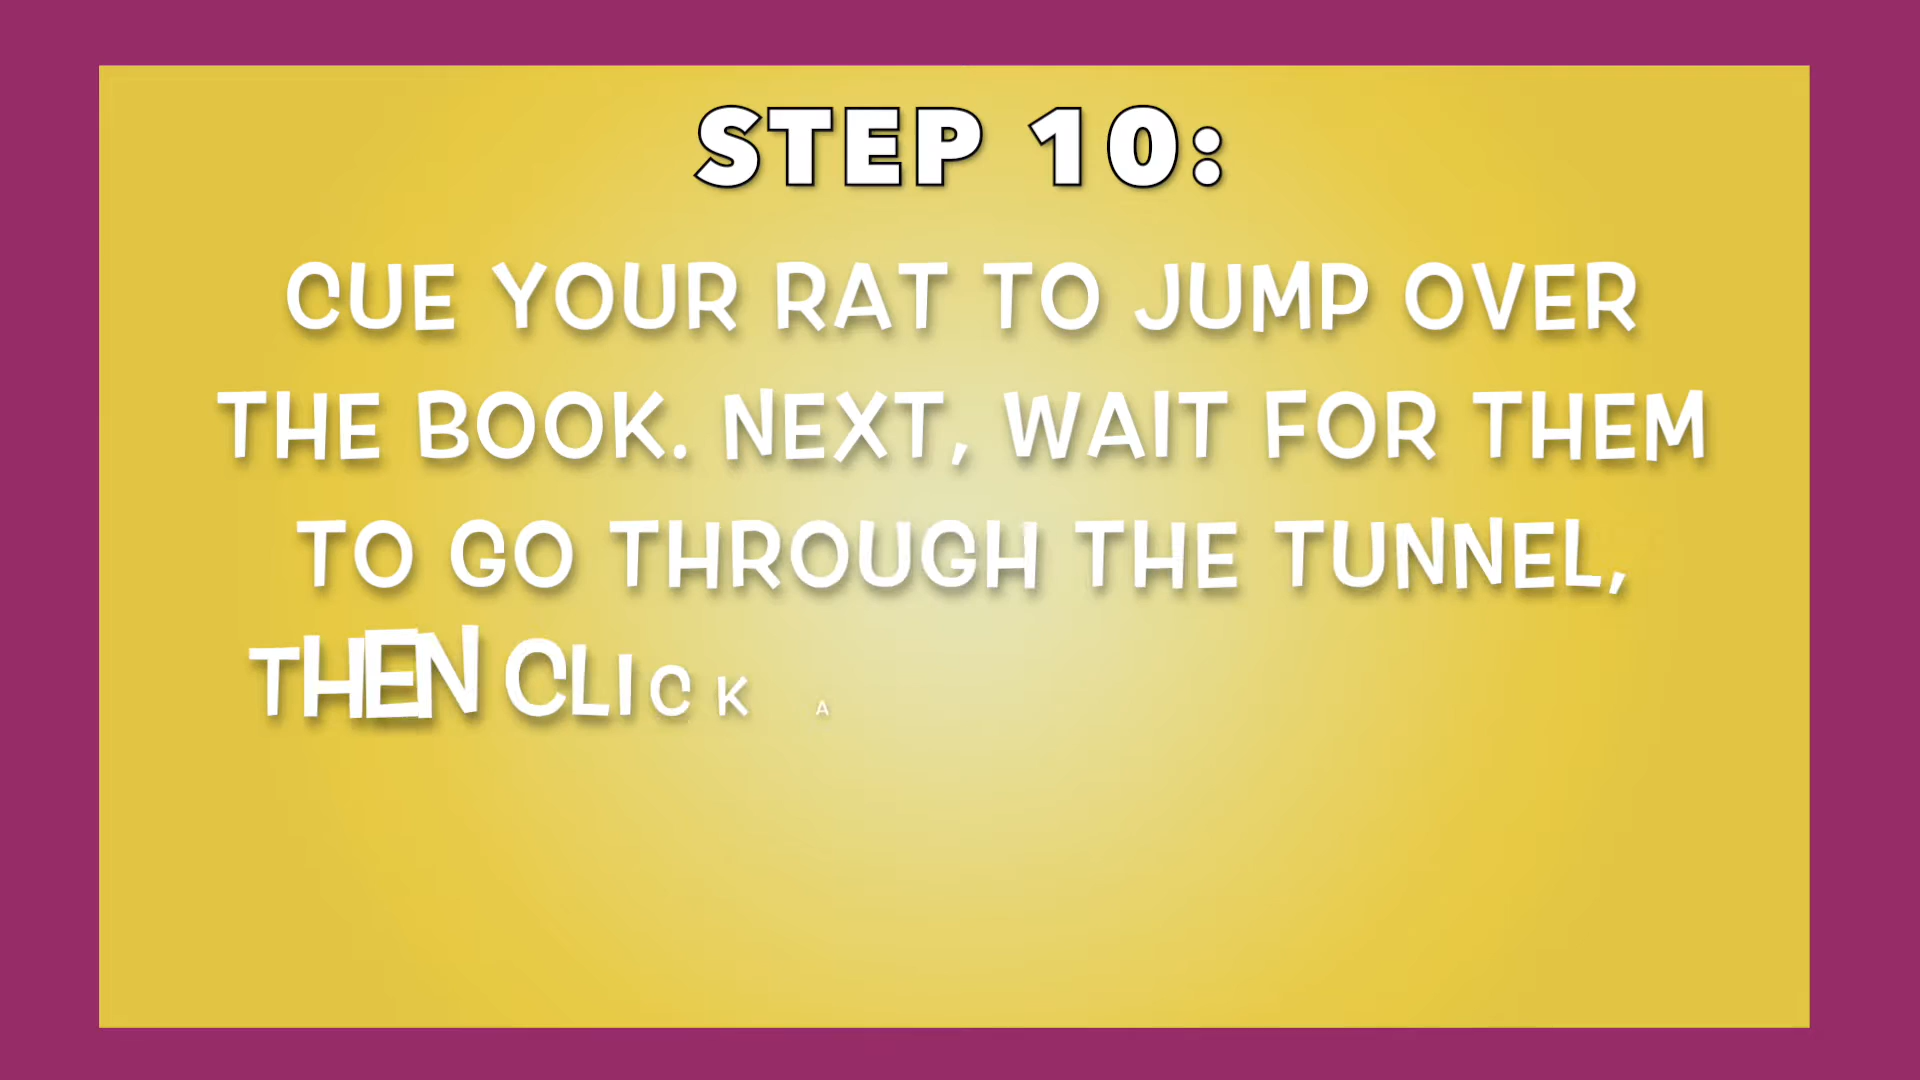 STEP 10:
CUE YOUR RAT TO JUMP OVER
THE BOOK. NEXT, WAIT FOR THEM
TO GO THROUGH THE TUNNEL,
THEN CLICK A